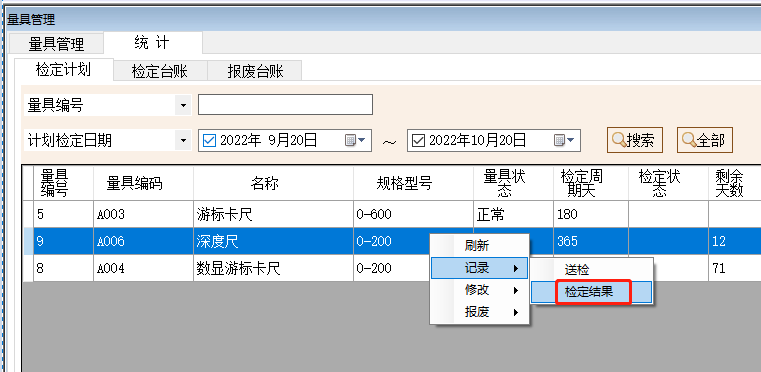 量具管理
量具管理 统 计
检定计划 检定台账 报废台账
量具编号
计划检定日期 2022年 9月20日 ~ 2022年10月20日 搜索 全部
量具编号 量具编码 名称 规格型号 量具状态 检定周期天 检定状态 剩余天数
5 A003 游标卡尺 0-600 正常 180
9 A006 深度尺 0-200 365 12
8 A004 数显游标卡尺 0-200 71
刷新
记录
修改
报废
送检
检定结果